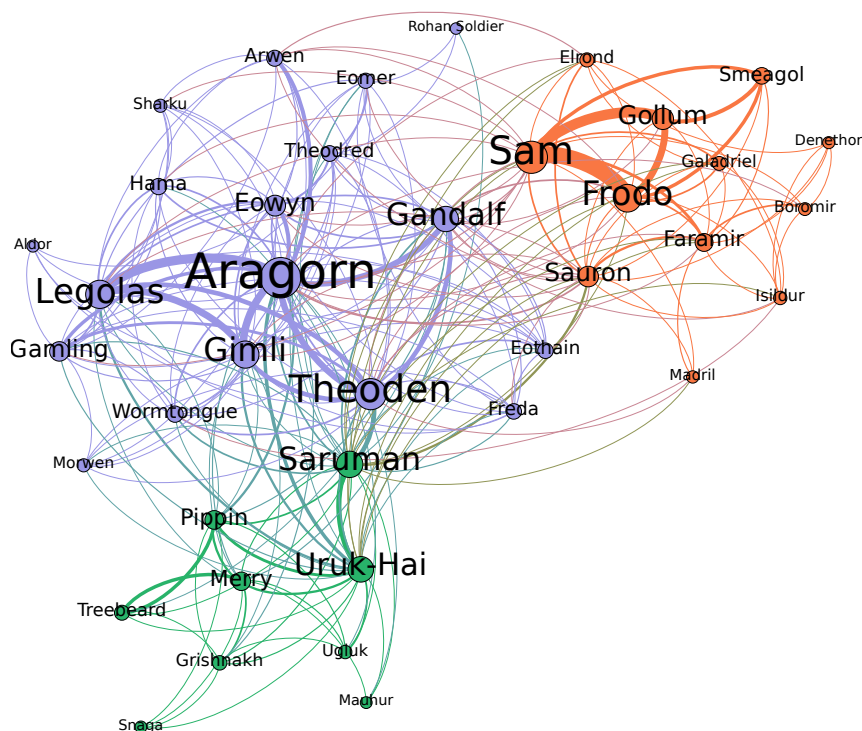 Rohan Soldier
Arwen
Elrond
Eomer
Smeagol
Sharku
Gollum
Denethor
Theodred
Sam
Galadriel
Hama
Frodo
Eowyn
Gandalf
Boromir
Aldor
Faramir
Aragorn
Sauron
Legolas
Isildur
Gamling
Gimli
Eothain
Madril
Theoden
Wormtongue
Freda
Morwen
Saruman
Pippin
Uruk-Hai
Merry
Treebeard
Grishnakh
Ugluk
Mauhur
Snaga